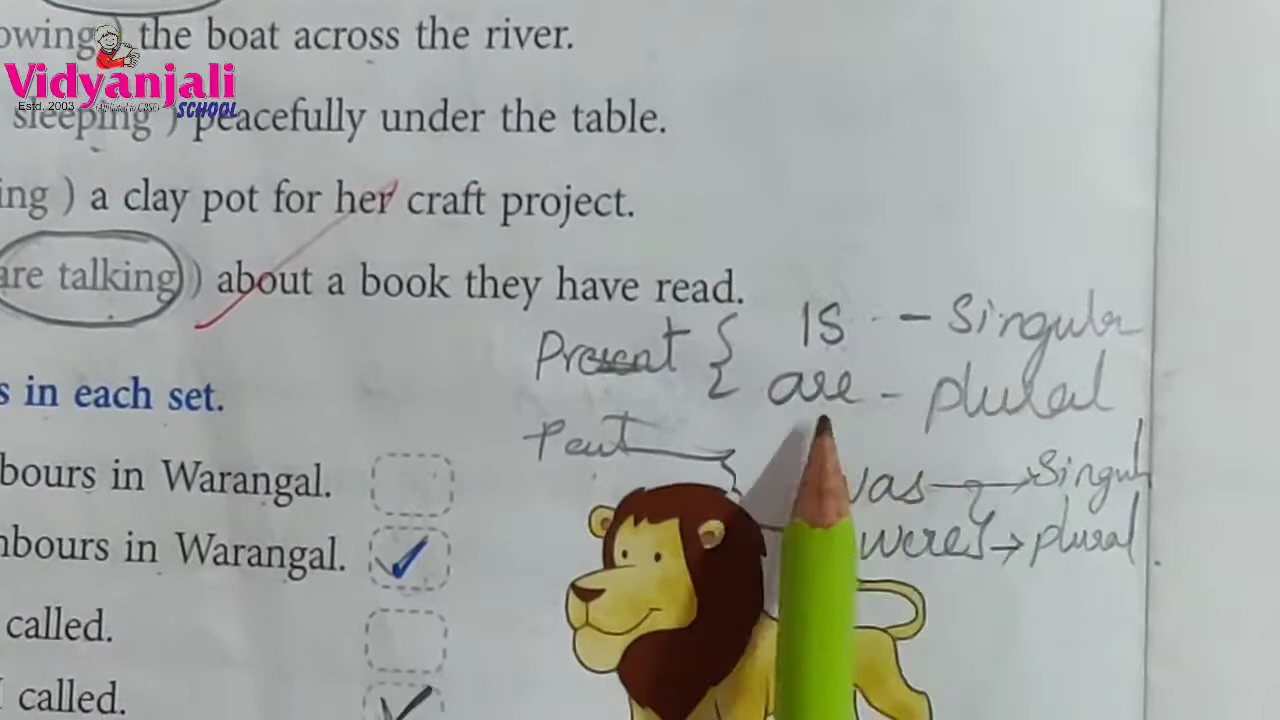 owing ) the boat across the river.
Vidyanjali
Estd. 2003
SCHOOL
sleeping ) peacefully under the table.
ing ) a clay pot for her craft project.
are talking ) about a book they have read.
Present { is - Singular
are - plural
s in each set.
Past
was → Singul
were → plural
bours in Warangal.
hbours in Warangal.
called.
I called.